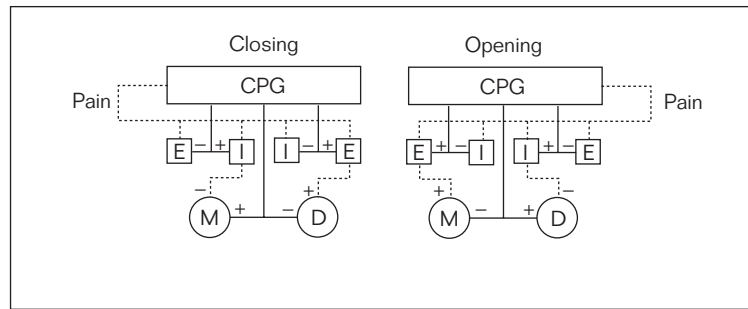 Closing Opening
CPG CPG
Pain Pain
E – + I I – + E E + – I I + – E
– + + –
M + – D M – + D